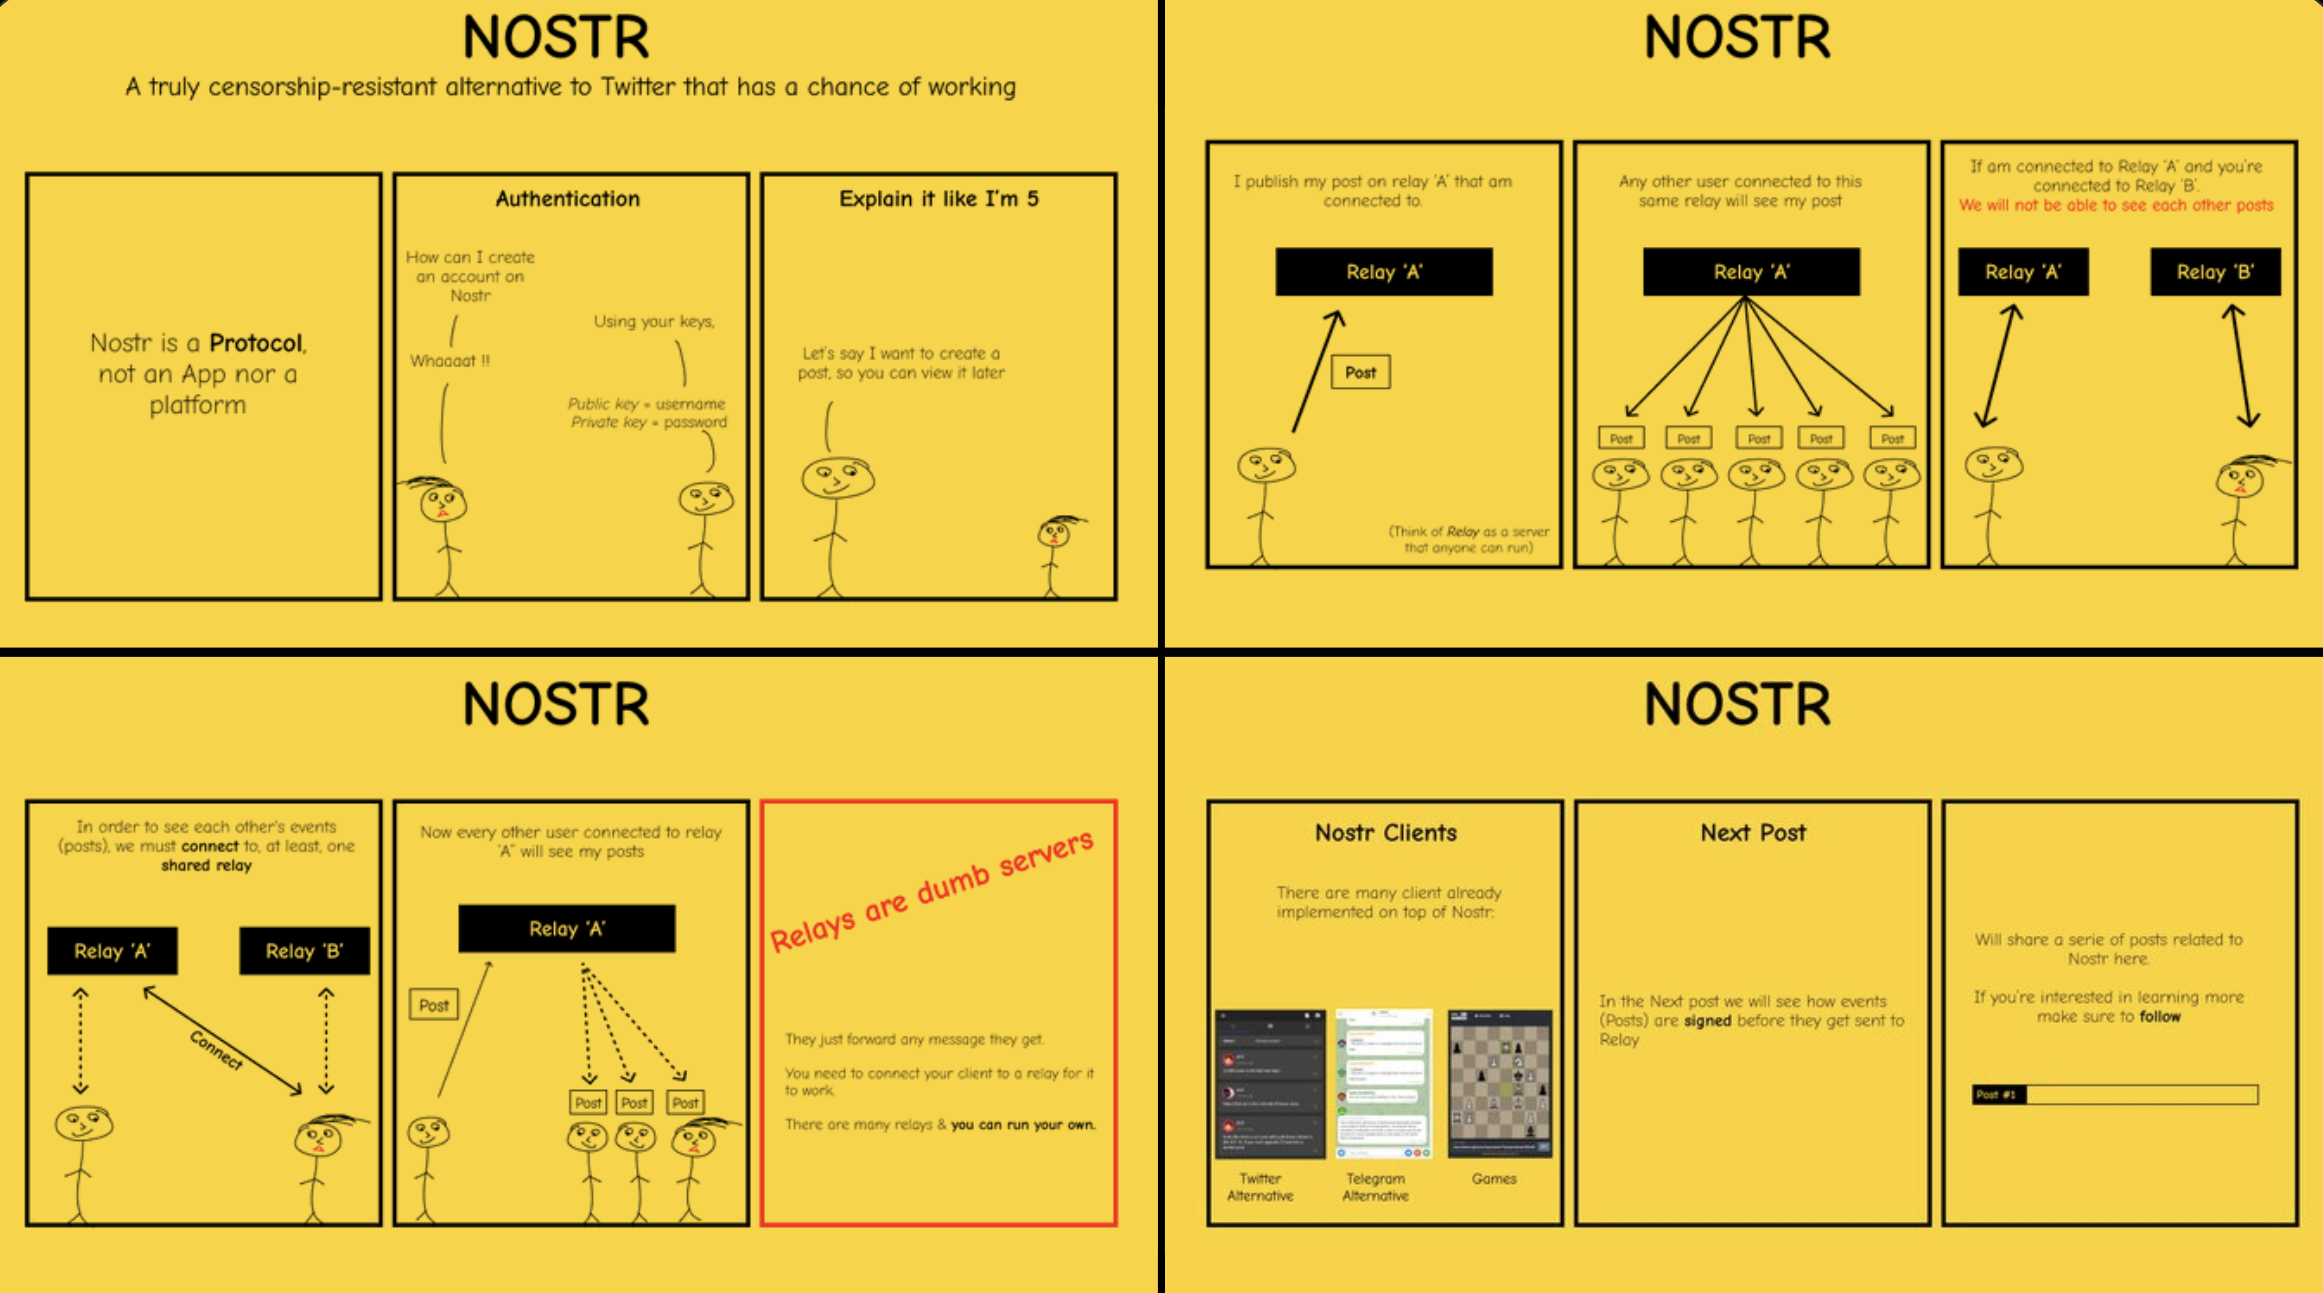 NOSTR
A truly censorship-resistant alternative to Twitter that has a chance of working
Nostr is a Protocol,
not an App nor a
platform
Authentication
How can I create
an account on
Nostr
Whaaaat !!
Using your keys,
Public key = username
Private key = password
Explain it like I'm 5
Let's say I want to create a
post, so you can view it later
NOSTR
I publish my post on relay 'A' that am
connected to.
Relay 'A'
Post
(Think of Relay as a server
that anyone can run)
Any other user connected to this
same relay will see my post
Relay 'A'
Post
Post
Post
Post
Post
If am connected to Relay 'A' and you're
connected to Relay 'B'.
We will not be able to see each other posts
Relay 'A'
Relay 'B'
NOSTR
In order to see each other's events
(posts), we must connect to, at least, one
shared relay
Relay 'A'
Relay 'B'
Connect
Now every other user connected to relay
'A" will see my posts
Relay 'A'
Post
Post
Post
Post
Relays are dumb servers
They just forward any message they get.
You need to connect your client to a relay for it
to work.
There are many relays & you can run your own.
NOSTR
Nostr Clients
There are many client already
implemented on top of Nostr:
Twitter
Alternative
Telegram
Alternative
Games
Next Post
In the Next post we will see how events
(Posts) are signed before they get sent to
Relay
Will share a serie of posts related to
Nostr here.
If you're interested in learning more
make sure to follow
Post #1